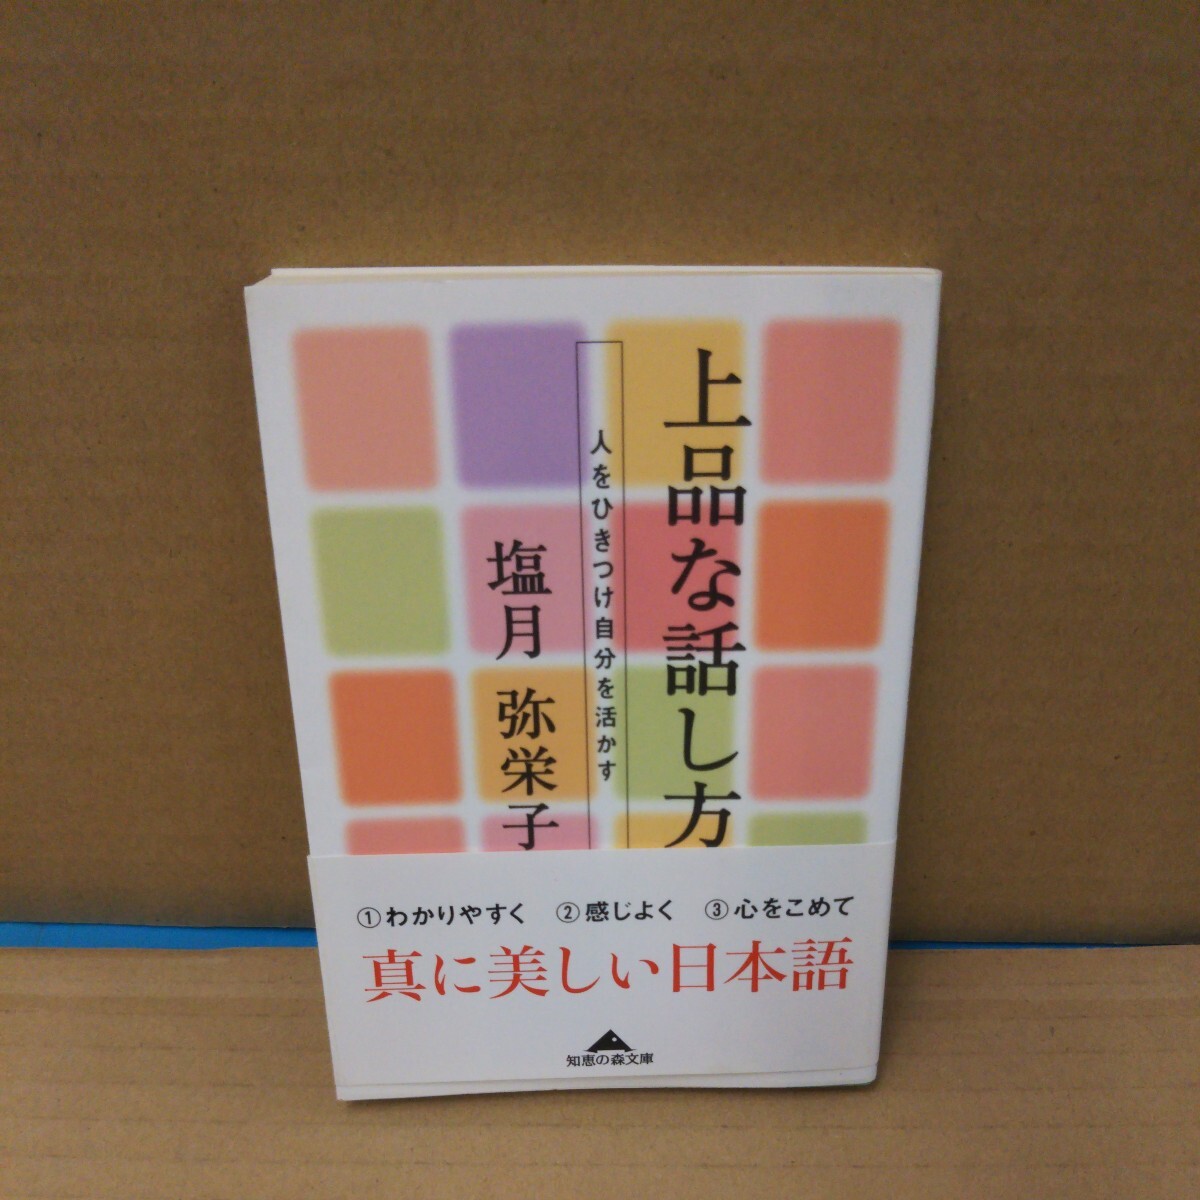 上品な話し方
人をひきつけ自分を活かす
塩月 弥栄子
①わかりやすく ②感じよく ③心をこめて
真に美しい日本語
知恵の森文庫